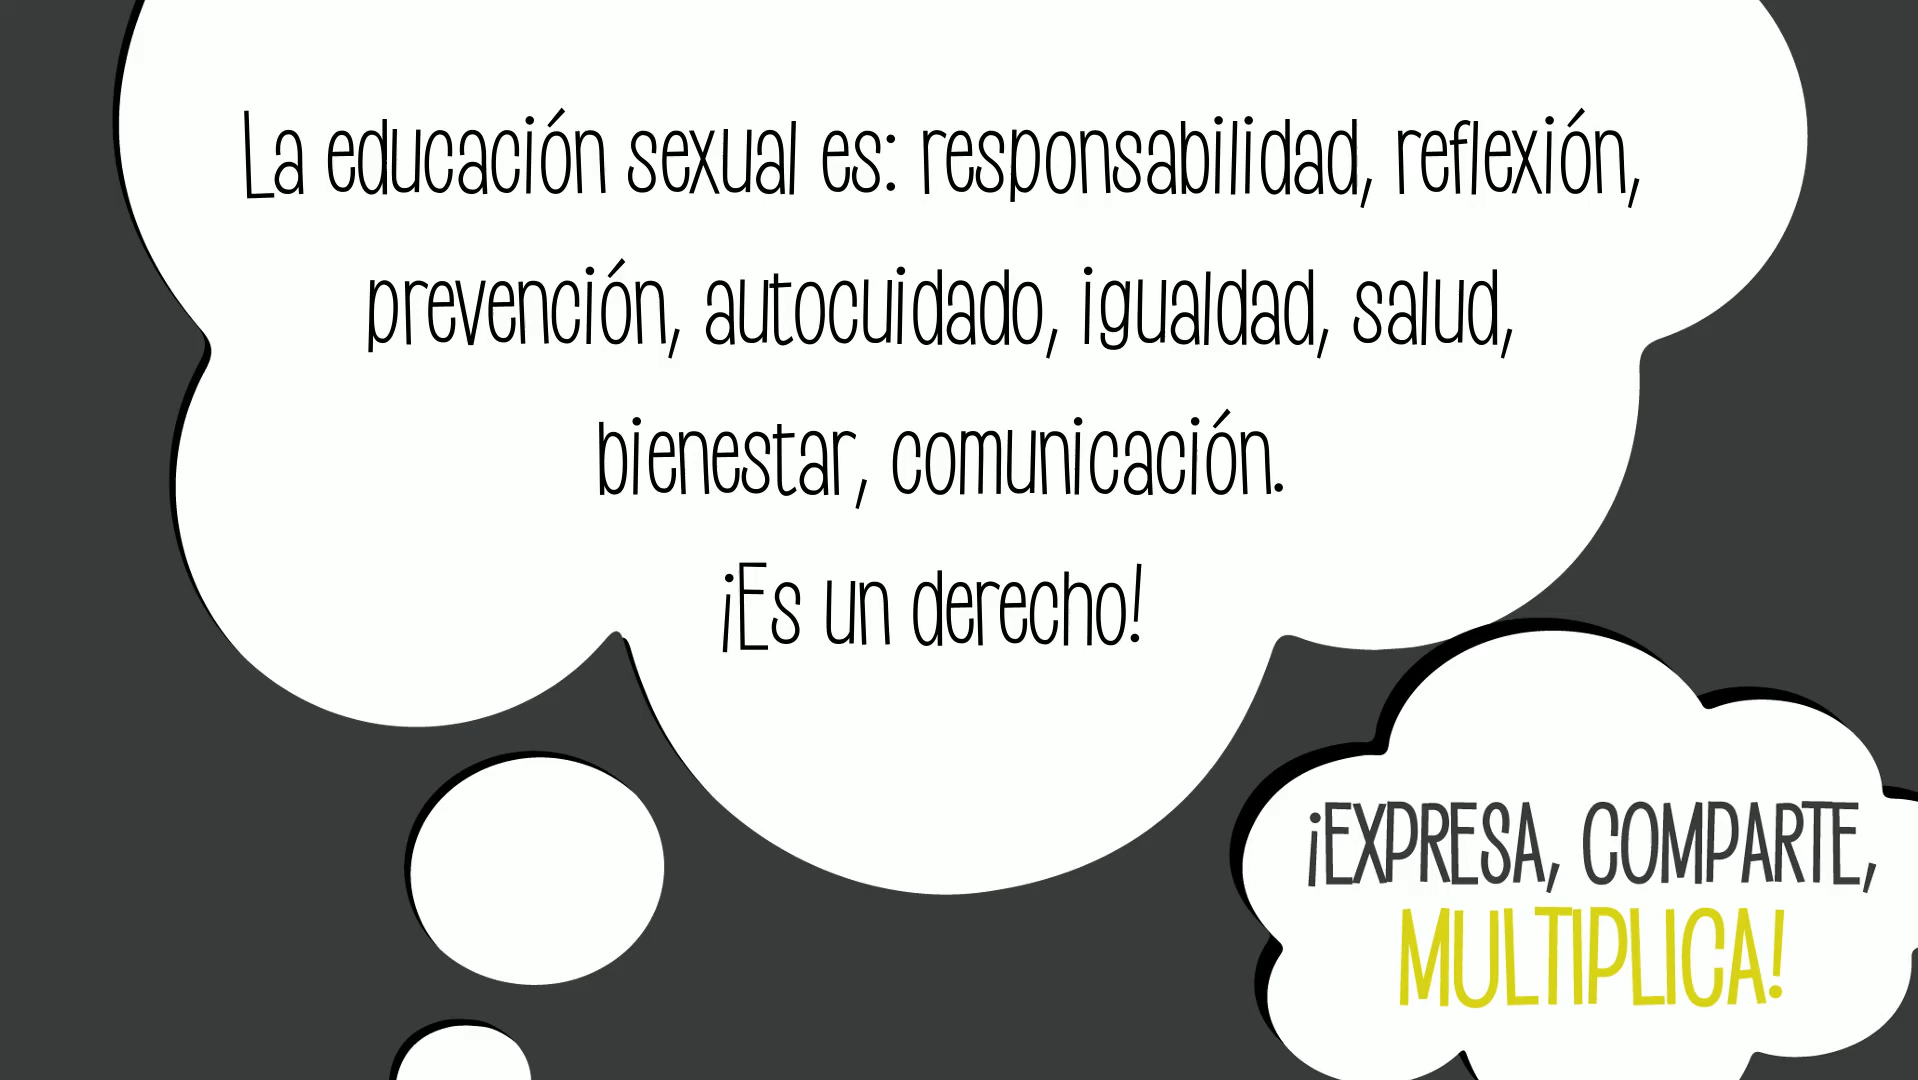 La educación sexual es: responsabilidad, reflexión,
prevención, autocuidado, igualdad, salud,
bienestar, comunicación.
¡Es un derecho!
¡EXPRESA, COMPARTE,
MULTIPLICA!